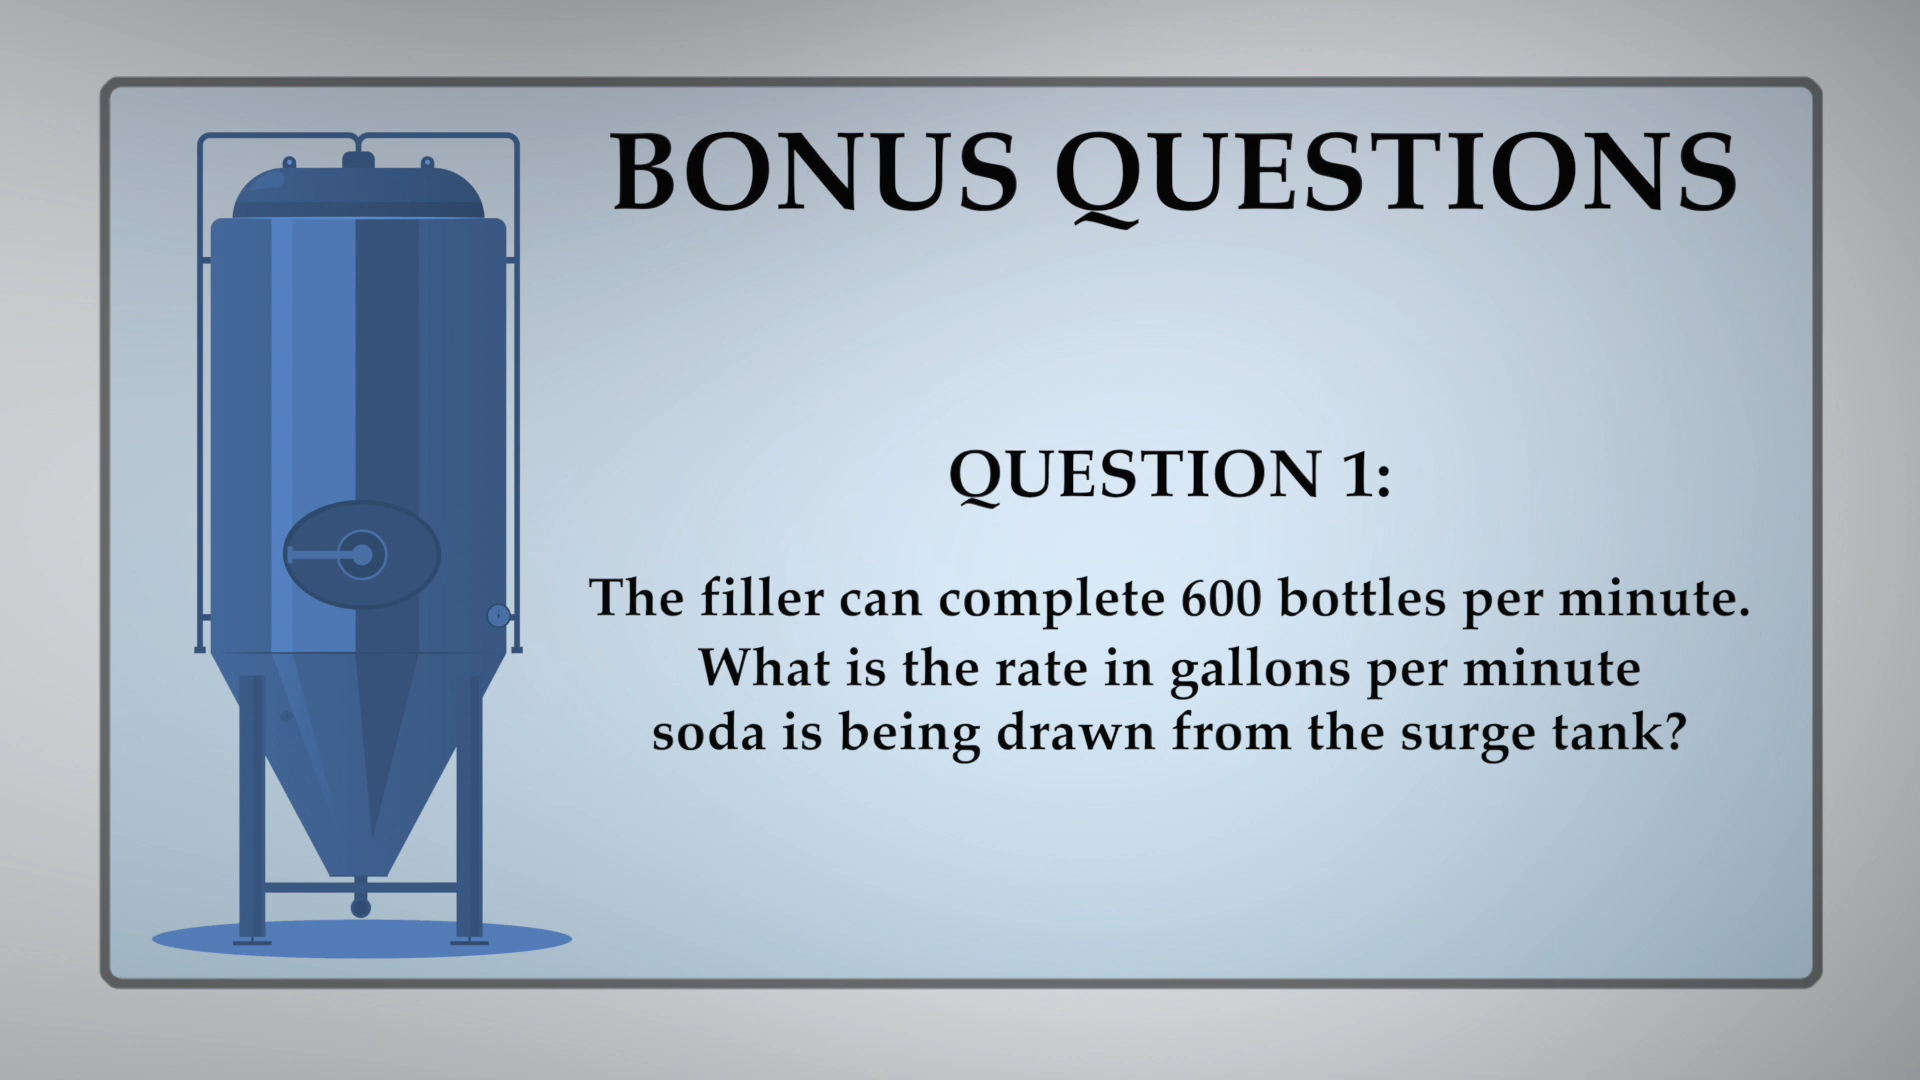 BONUS QUESTIONS
QUESTION 1:
The filler can complete 600 bottles per minute.
What is the rate in gallons per minute
soda is being drawn from the surge tank?